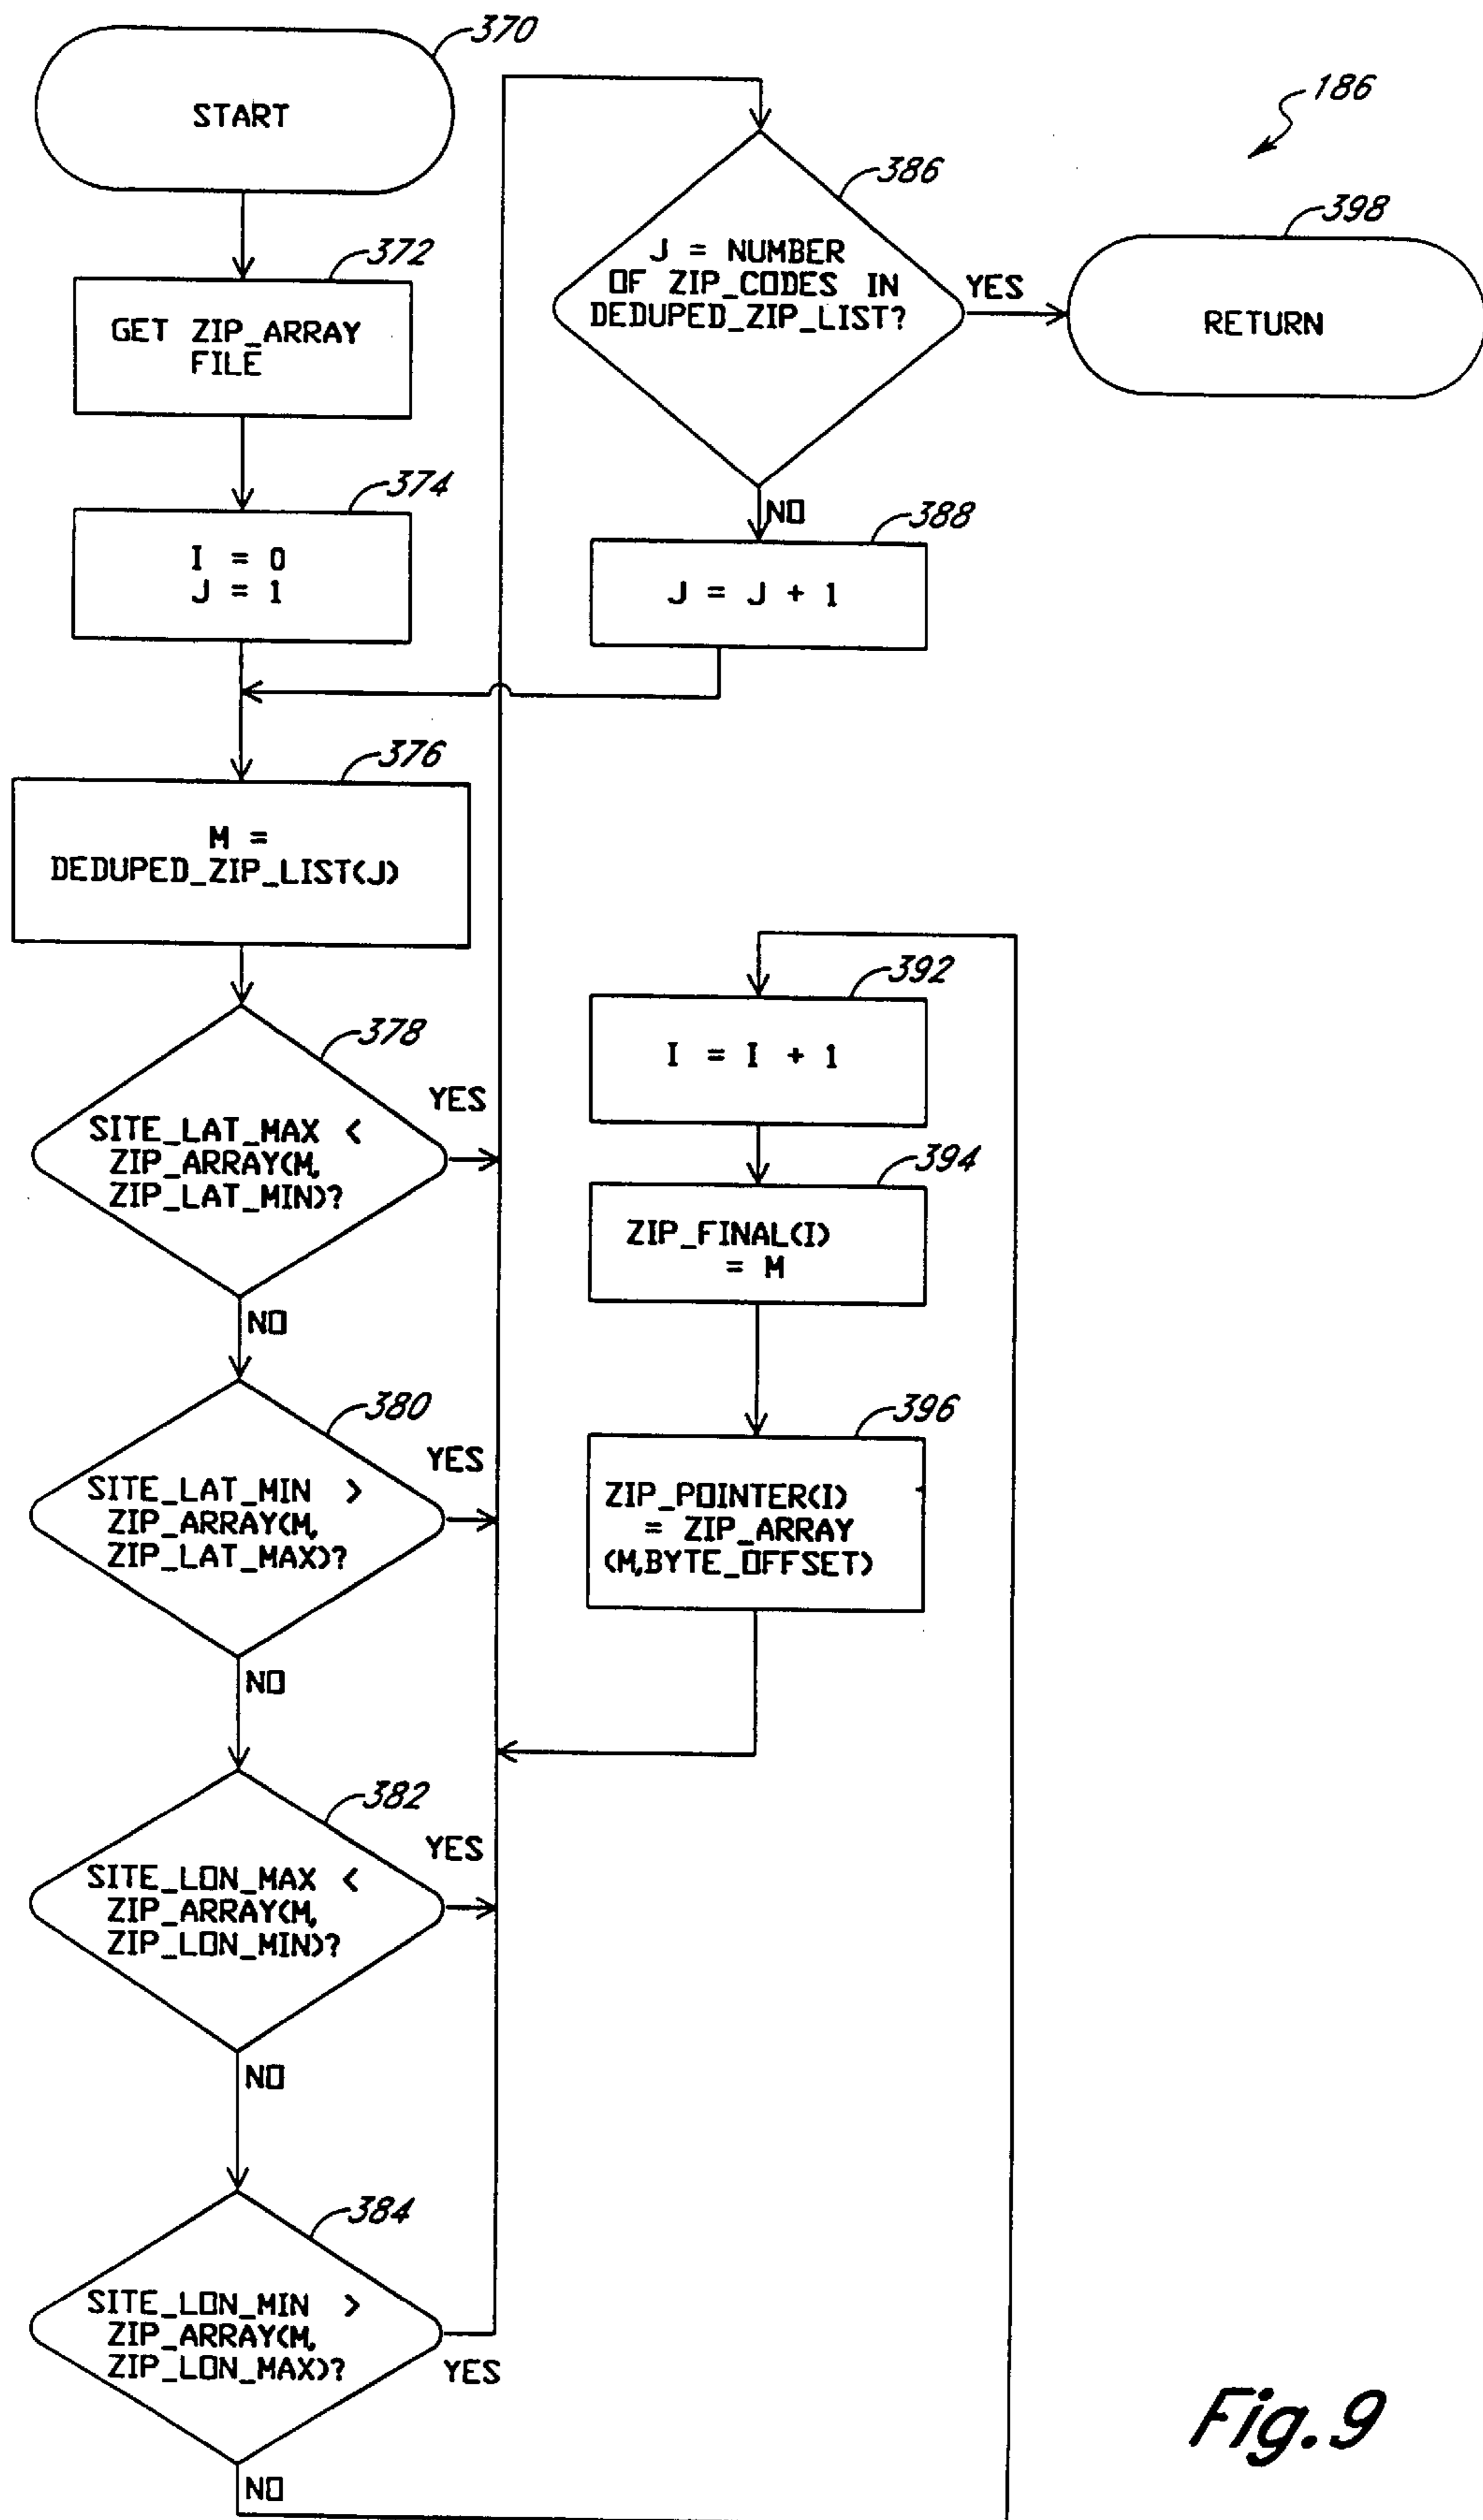 370
START
372
GET ZIP_ARRAY
FILE
374
I = 0
J = 1
376
M =
DEDUPED_ZIP_LIST(J)
378
SITE_LAT_MAX <
ZIP_ARRAY(M,
ZIP_LAT_MIN)?
YES
NO
380
SITE_LAT_MIN >
ZIP_ARRAY(M,
ZIP_LAT_MAX)?
YES
NO
382
SITE_LON_MAX <
ZIP_ARRAY(M,
ZIP_LON_MIN)?
YES
NO
384
SITE_LON_MIN >
ZIP_ARRAY(M,
ZIP_LON_MAX)?
YES
NO
386
J = NUMBER
OF ZIP_CODES IN
DEDUPED_ZIP_LIST?
YES
NO
388
J = J + 1
392
I = I + 1
394
ZIP_FINAL(I)
= M
396
ZIP_POINTER(I)
= ZIP_ARRAY
(M,BYTE_OFFSET)
186
398
RETURN
Fig. 9